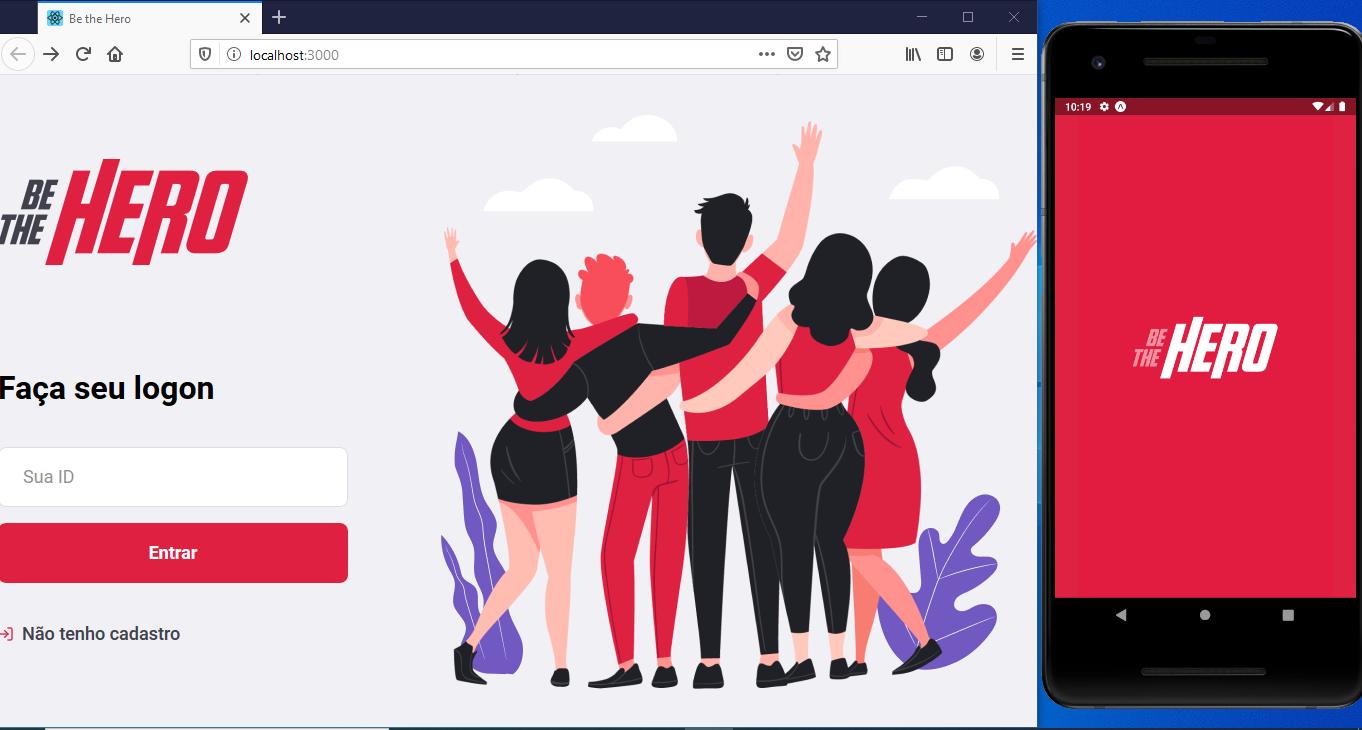 Be the Hero
localhost:3000
BE
THE HERO
Faça seu logon
Sua ID
Entrar
Não tenho cadastro
10:19
BE
THE HERO